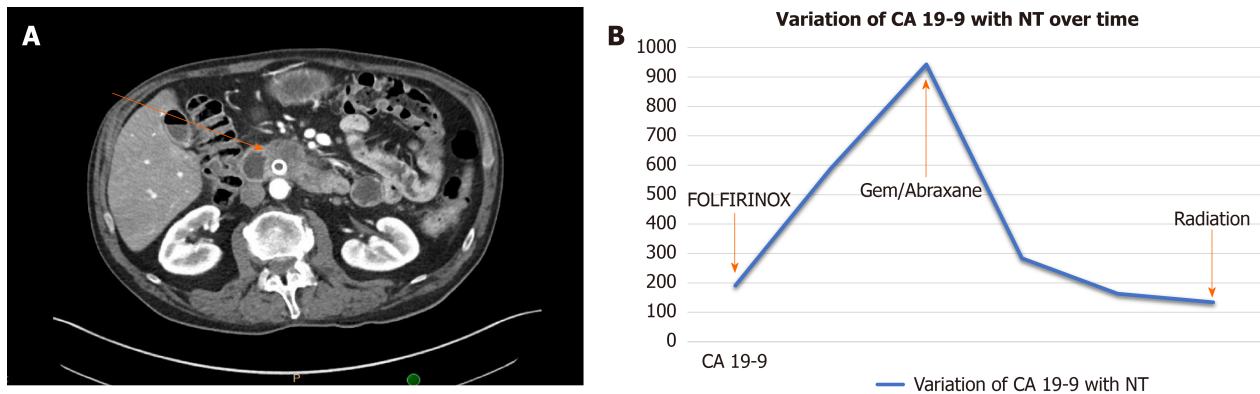 A
P
B
Variation of CA 19-9 with NT over time
1000
900
800
700
600
500
400
300
200
100
0
FOLFIRINOX
Gem/Abraxane
Radiation
CA 19-9
Variation of CA 19-9 with NT